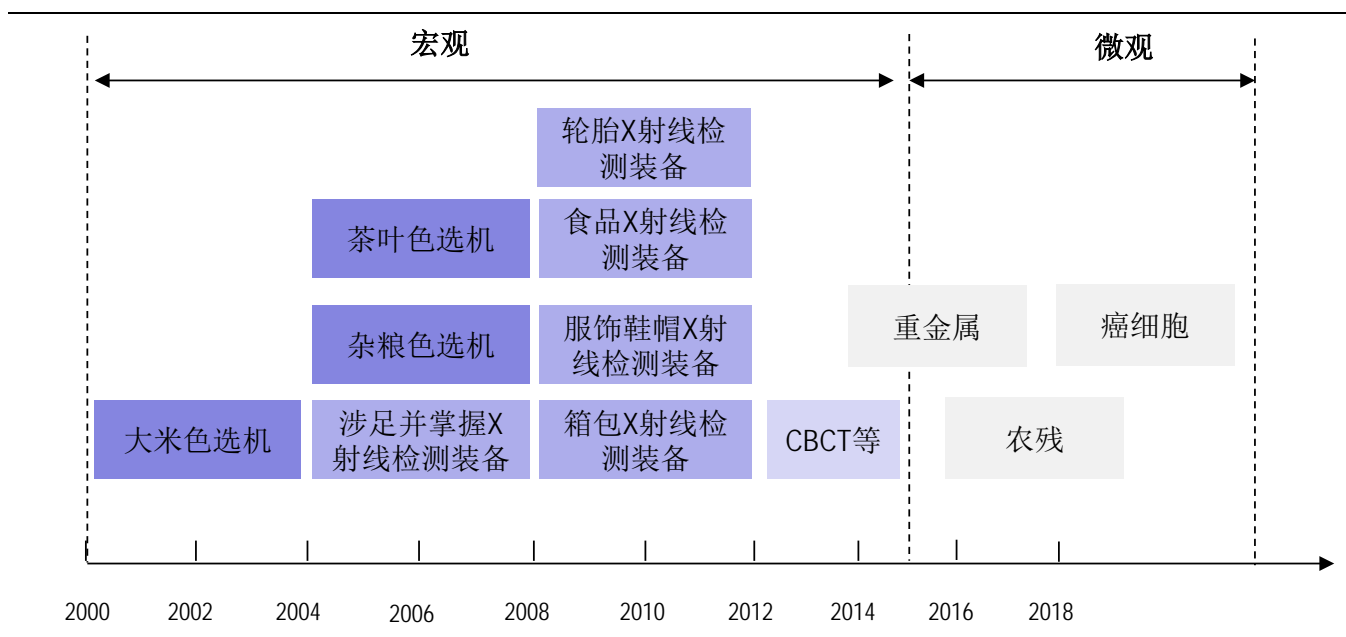 宏观
微观
轮胎X射线检
测装备
茶叶色选机
食品X射线检
测装备
重金属
癌细胞
杂粮色选机
服饰鞋帽X射
线检测装备
大米色选机
涉足并掌握X
射线检测装备
箱包X射线检
测装备
CBCT等
农残
2000
2002
2004
2006
2008
2010
2012
2014
2016
2018